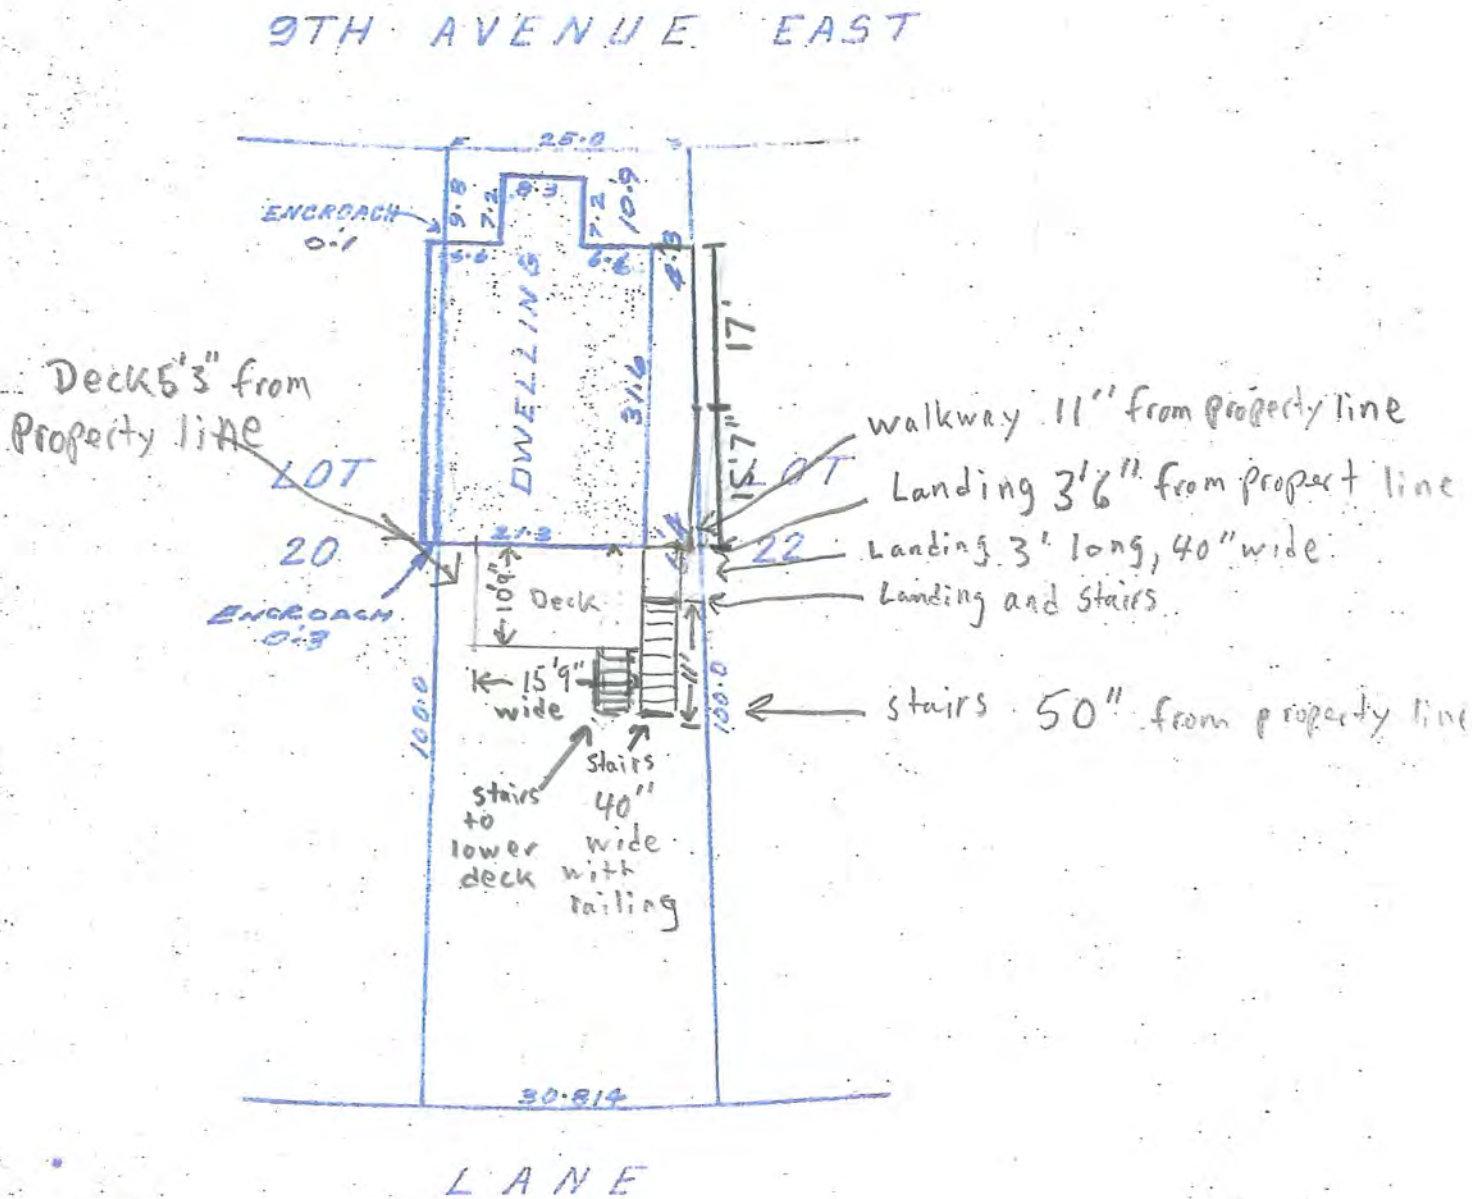 9TH AVENUE EAST
25.0
ENCROACH
0.1
9.8
7.2
8.3
7.2
10.9
5.6
6.6
4.3
DWELLING
31.6
17'
15'7"
Deck 5'3" from
Property line
LOT
20
LOT
22
walkway 11" from property line
Landing 3'6" from propert line
Landing 3' long, 40" wide
Landing and Stairs
21.3
ENCROACH
0.3
10'9"
Deck
15'9"
wide
11'
100.0
100.0
stairs 50" from property line
stairs
to
lower
deck
Stairs
40"
wide
with
railing
30.814
LANE